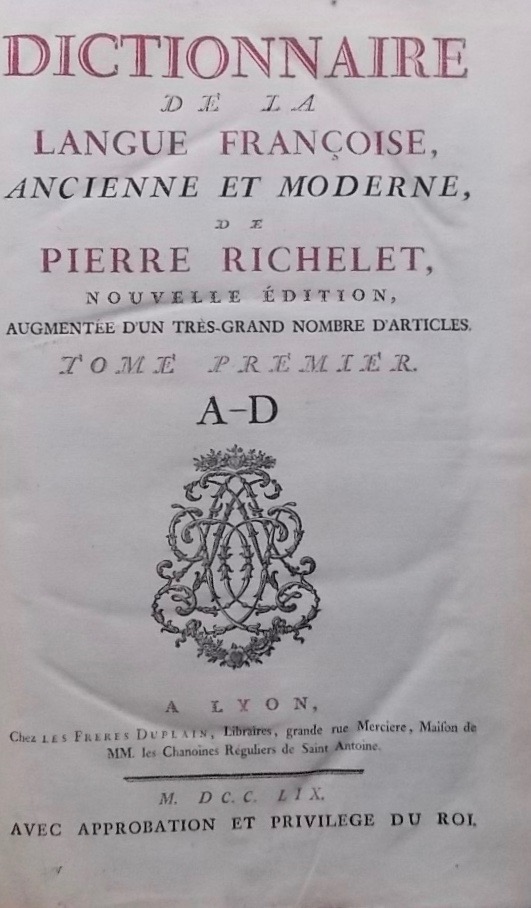 DICTIONNAIRE
DE LA
LANGUE FRANÇOISE,
ANCIENNE ET MODERNE,
DE
PIERRE RICHELET,
NOUVELLE ÉDITION,
AUGMENTÉE D'UN TRÈS-GRAND NOMBRE D'ARTICLES.
TOME PREMIER.
A–D
A LYON,
Chez LES FRERES DUPLAIN, Libraires, grande rue Merciere, Maiſon de
MM. les Chanoines Réguliers de Saint Antoine.
M. DCC. LIX.
AVEC APPROBATION ET PRIVILEGE DU ROI.